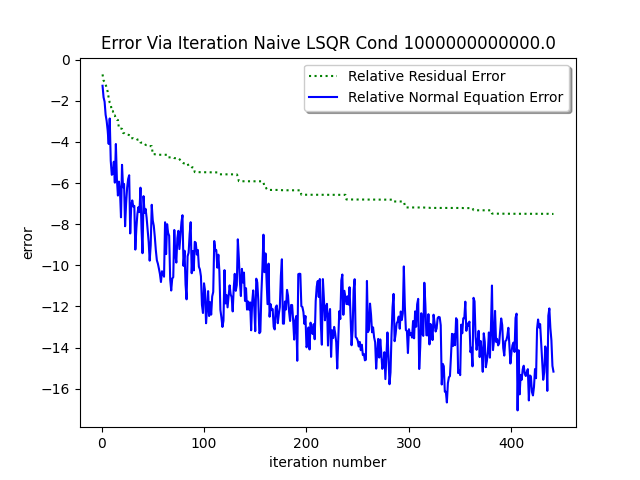 Error Via Iteration Naive LSQR Cond 1000000000000.0
Relative Residual Error
Relative Normal Equation Error
error
0
−2
−4
−6
−8
−10
−12
−14
−16
0 100 200 300 400
iteration number